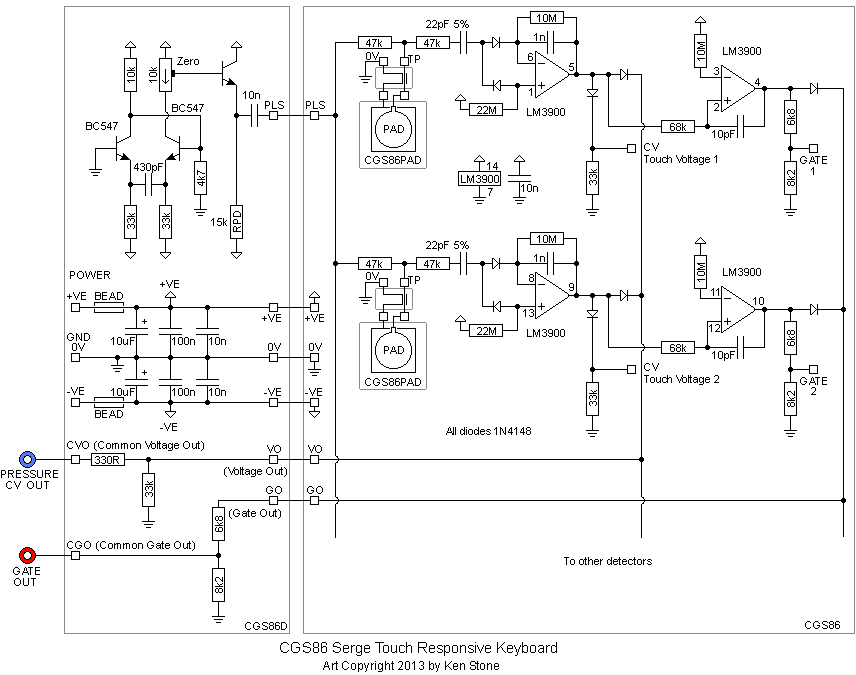 10k
10k
Zero
BC547
BC547
430pF
10n
PLS
PLS
4k7
33k
33k
15k
RPD
POWER
+VE
BEAD
+VE
+VE
+VE
GND
0V
+
10uF
100n
10n
0V
0V
+
10uF
100n
10n
-VE
BEAD
-VE
-VE
-VE
CVO (Common Voltage Out)
330R
33k
VO
(Voltage Out)
VO
GO
(Gate Out)
GO
PRESSURE
CV OUT
6k8
CGO (Common Gate Out)
GATE
OUT
8k2
CGS86D
47k
0V
TP
47k
22pF 5%
PAD
CGS86PAD
22M
10M
1n
6
-
+
1
5
LM3900
14
LM3900
7
10n
33k
CV
Touch Voltage 1
68k
10M
LM3900
3
-
+
2
4
10pF
6k8
8k2
GATE
1
47k
0V
TP
47k
22pF 5%
PAD
CGS86PAD
22M
10M
1n
8
-
+
13
9
LM3900
33k
CV
Touch Voltage 2
68k
10M
LM3900
11
-
+
12
10
10pF
6k8
8k2
GATE
2
All diodes 1N4148
To other detectors
CGS86
CGS86 Serge Touch Responsive Keyboard
Art Copyright 2013 by Ken Stone